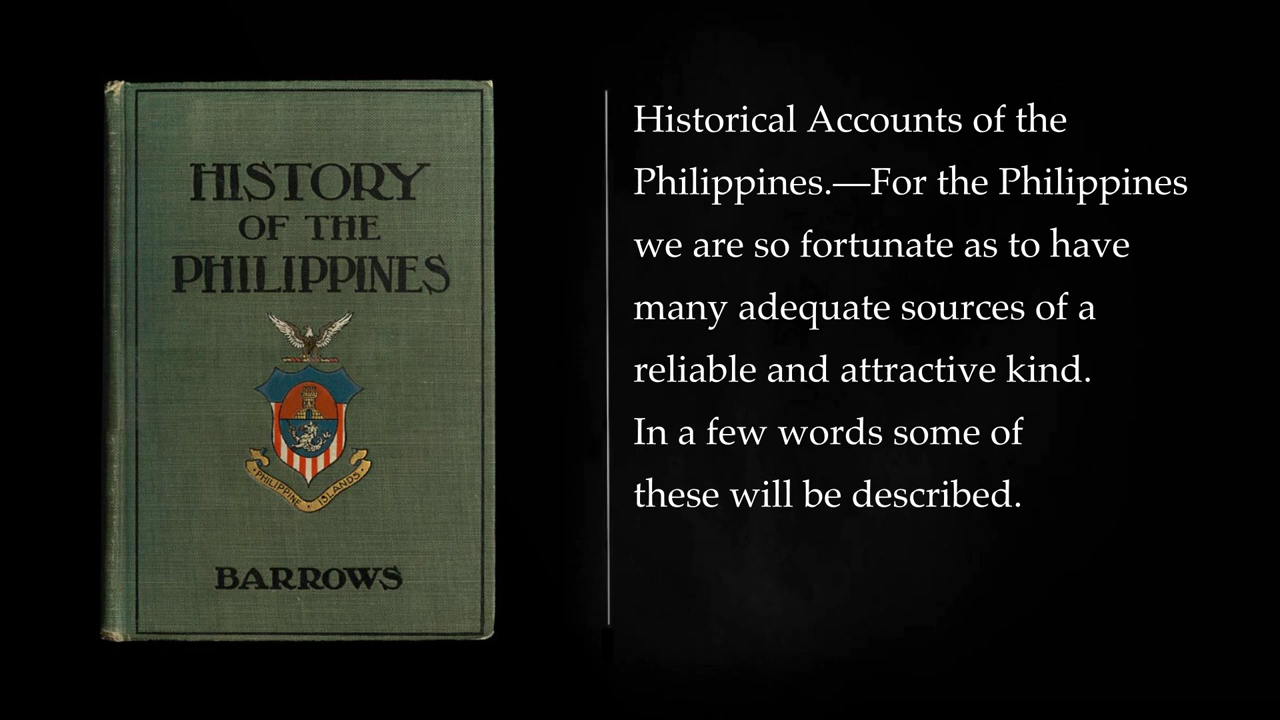 HISTORY
OF THE
PHILIPPINES
PHILIPPINE ISLANDS
BARROWS
Historical Accounts of the
Philippines.—For the Philippines
we are so fortunate as to have
many adequate sources of a
reliable and attractive kind.
In a few words some of
these will be described.